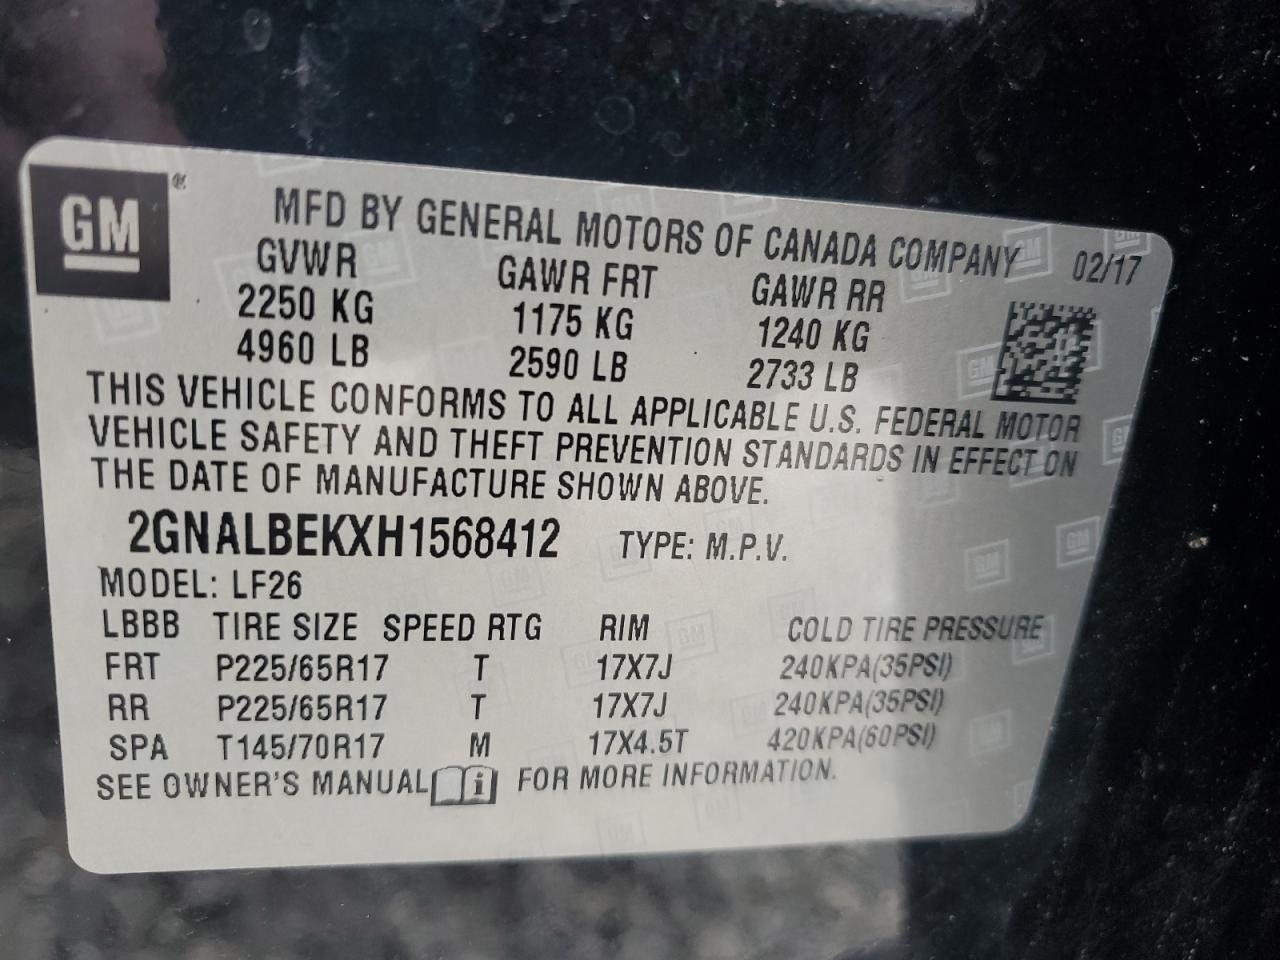 GM ®
MFD BY GENERAL MOTORS OF CANADA COMPANY 02/17
GVWR GAWR FRT GAWR RR
2250 KG 1175 KG 1240 KG
4960 LB 2590 LB 2733 LB
THIS VEHICLE CONFORMS TO ALL APPLICABLE U.S. FEDERAL MOTOR
VEHICLE SAFETY AND THEFT PREVENTION STANDARDS IN EFFECT ON
THE DATE OF MANUFACTURE SHOWN ABOVE.
2GNALBEKXH1568412 TYPE: M.P.V.
MODEL: LF26
LBBB TIRE SIZE SPEED RTG RIM COLD TIRE PRESSURE
FRT P225/65R17 T 17X7J 240KPA(35PSI)
RR P225/65R17 T 17X7J 240KPA(35PSI)
SPA T145/70R17 M 17X4.5T 420KPA(60PSI)
SEE OWNER'S MANUAL i FOR MORE INFORMATION.